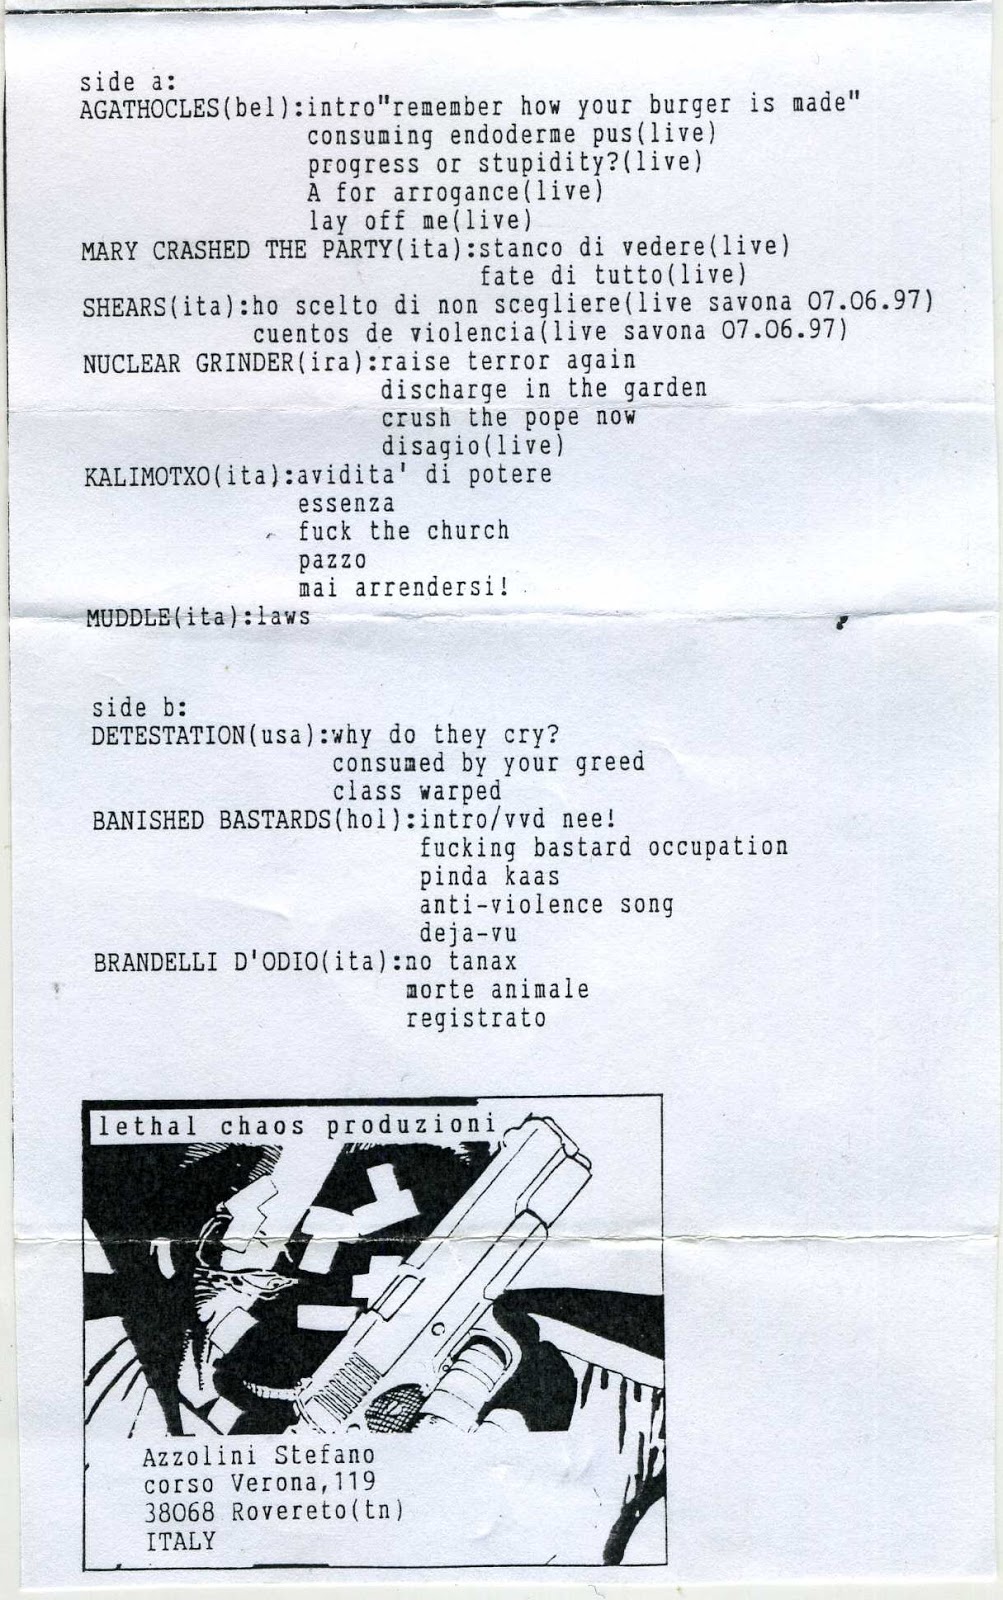 side a:
AGATHOCLES(bel):intro"remember how your burger is made"
consuming endoderme pus(live)
progress or stupidity?(live)
A for arrogance(live)
lay off me(live)
MARY CRASHED THE PARTY(ita):stanco di vedere(live)
fate di tutto(live)
SHEARS(ita):ho scelto di non scegliere(live savona 07.06.97)
cuentos de violencia(live savona 07.06.97)
NUCLEAR GRINDER(ira):raise terror again
discharge in the garden
crush the pope now
disagio(live)
KALIMOTXO(ita):avidita' di potere
essenza
fuck the church
pazzo
mai arrendersi!
MUDDLE(ita):laws
side b:
DETESTATION(usa):why do they cry?
consumed by your greed
class warped
BANISHED BASTARDS(hol):intro/vvd nee!
fucking bastard occupation
pinda kaas
anti-violence song
deja-vu
BRANDELLI D'ODIO(ita):no tanax
morte animale
registrato
lethal chaos produzioni
Azzolini Stefano
corso Verona,119
38068 Rovereto(tn)
ITALY